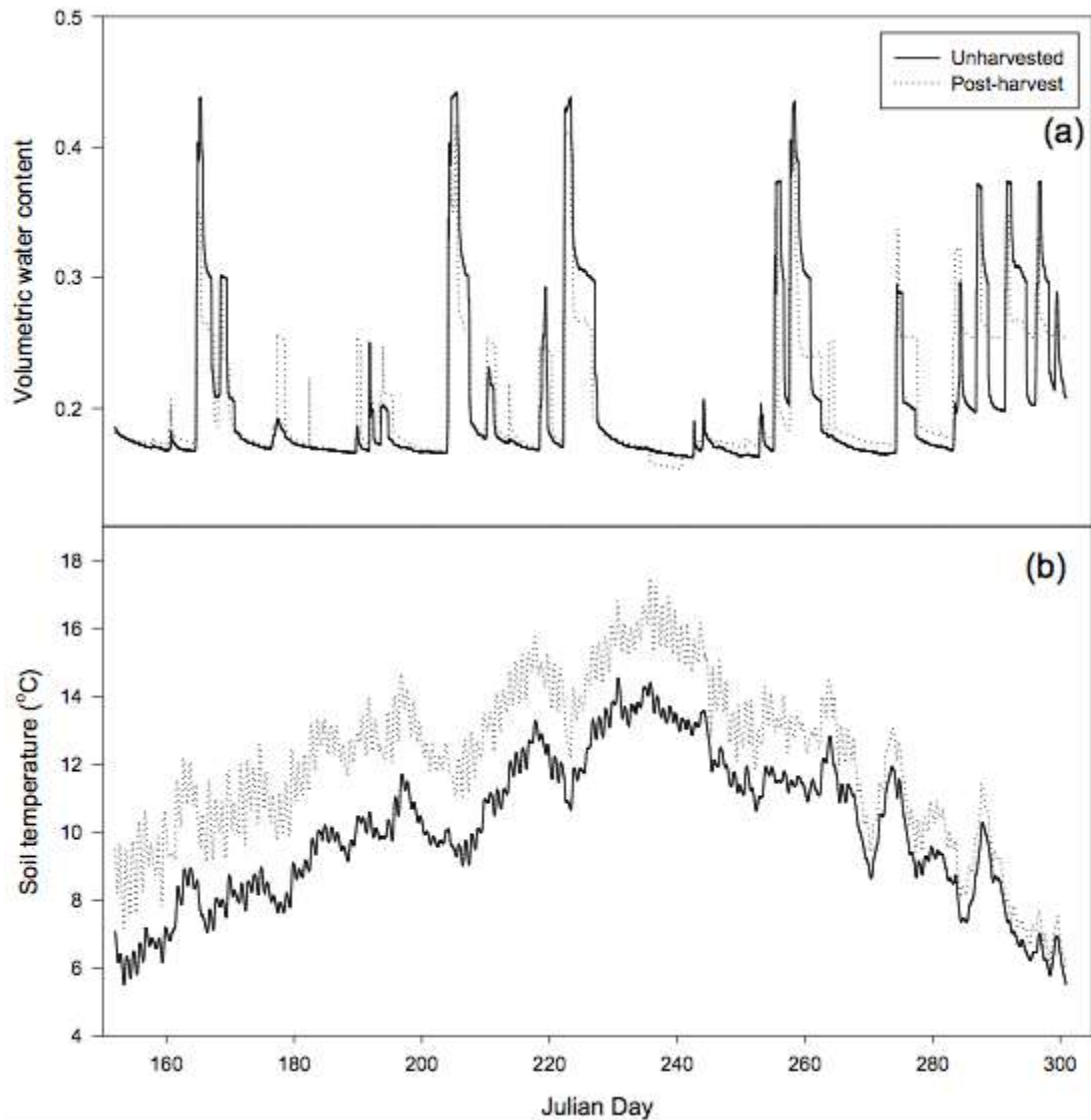 0.5
Unharvested
Post-harvest
(a)
0.4
0.3
0.2
Volumetric water content
(b)
18
16
14
12
10
8
6
4
Soil temperature (°C)
160 180 200 220 240 260 280 300
Julian Day